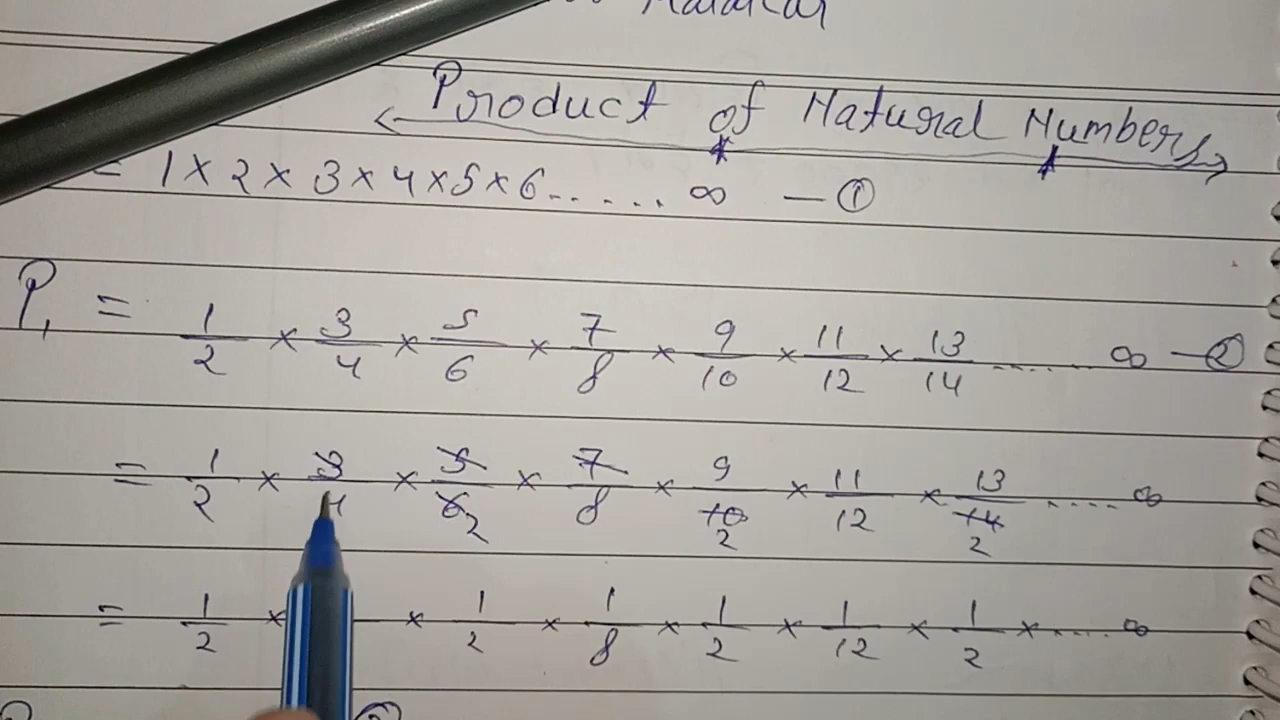 Product of Natural Numbers
= 1 × 2 × 3 × 4 × 5 × 6 ...... ∞ — ①
P₁ = 1/2 × 3/4 × 5/6 × 7/8 × 9/10 × 11/12 × 13/14 ...... ∞ — ②
= 1/2 × 3/4 × 5/6 2 × 7/8 × 9/10 2 × 11/12 × 13/14 2 .... ∞
= 1/2 × × 1/2 × 1/8 × 1/2 × 1/12 × 1/2 × .... ∞